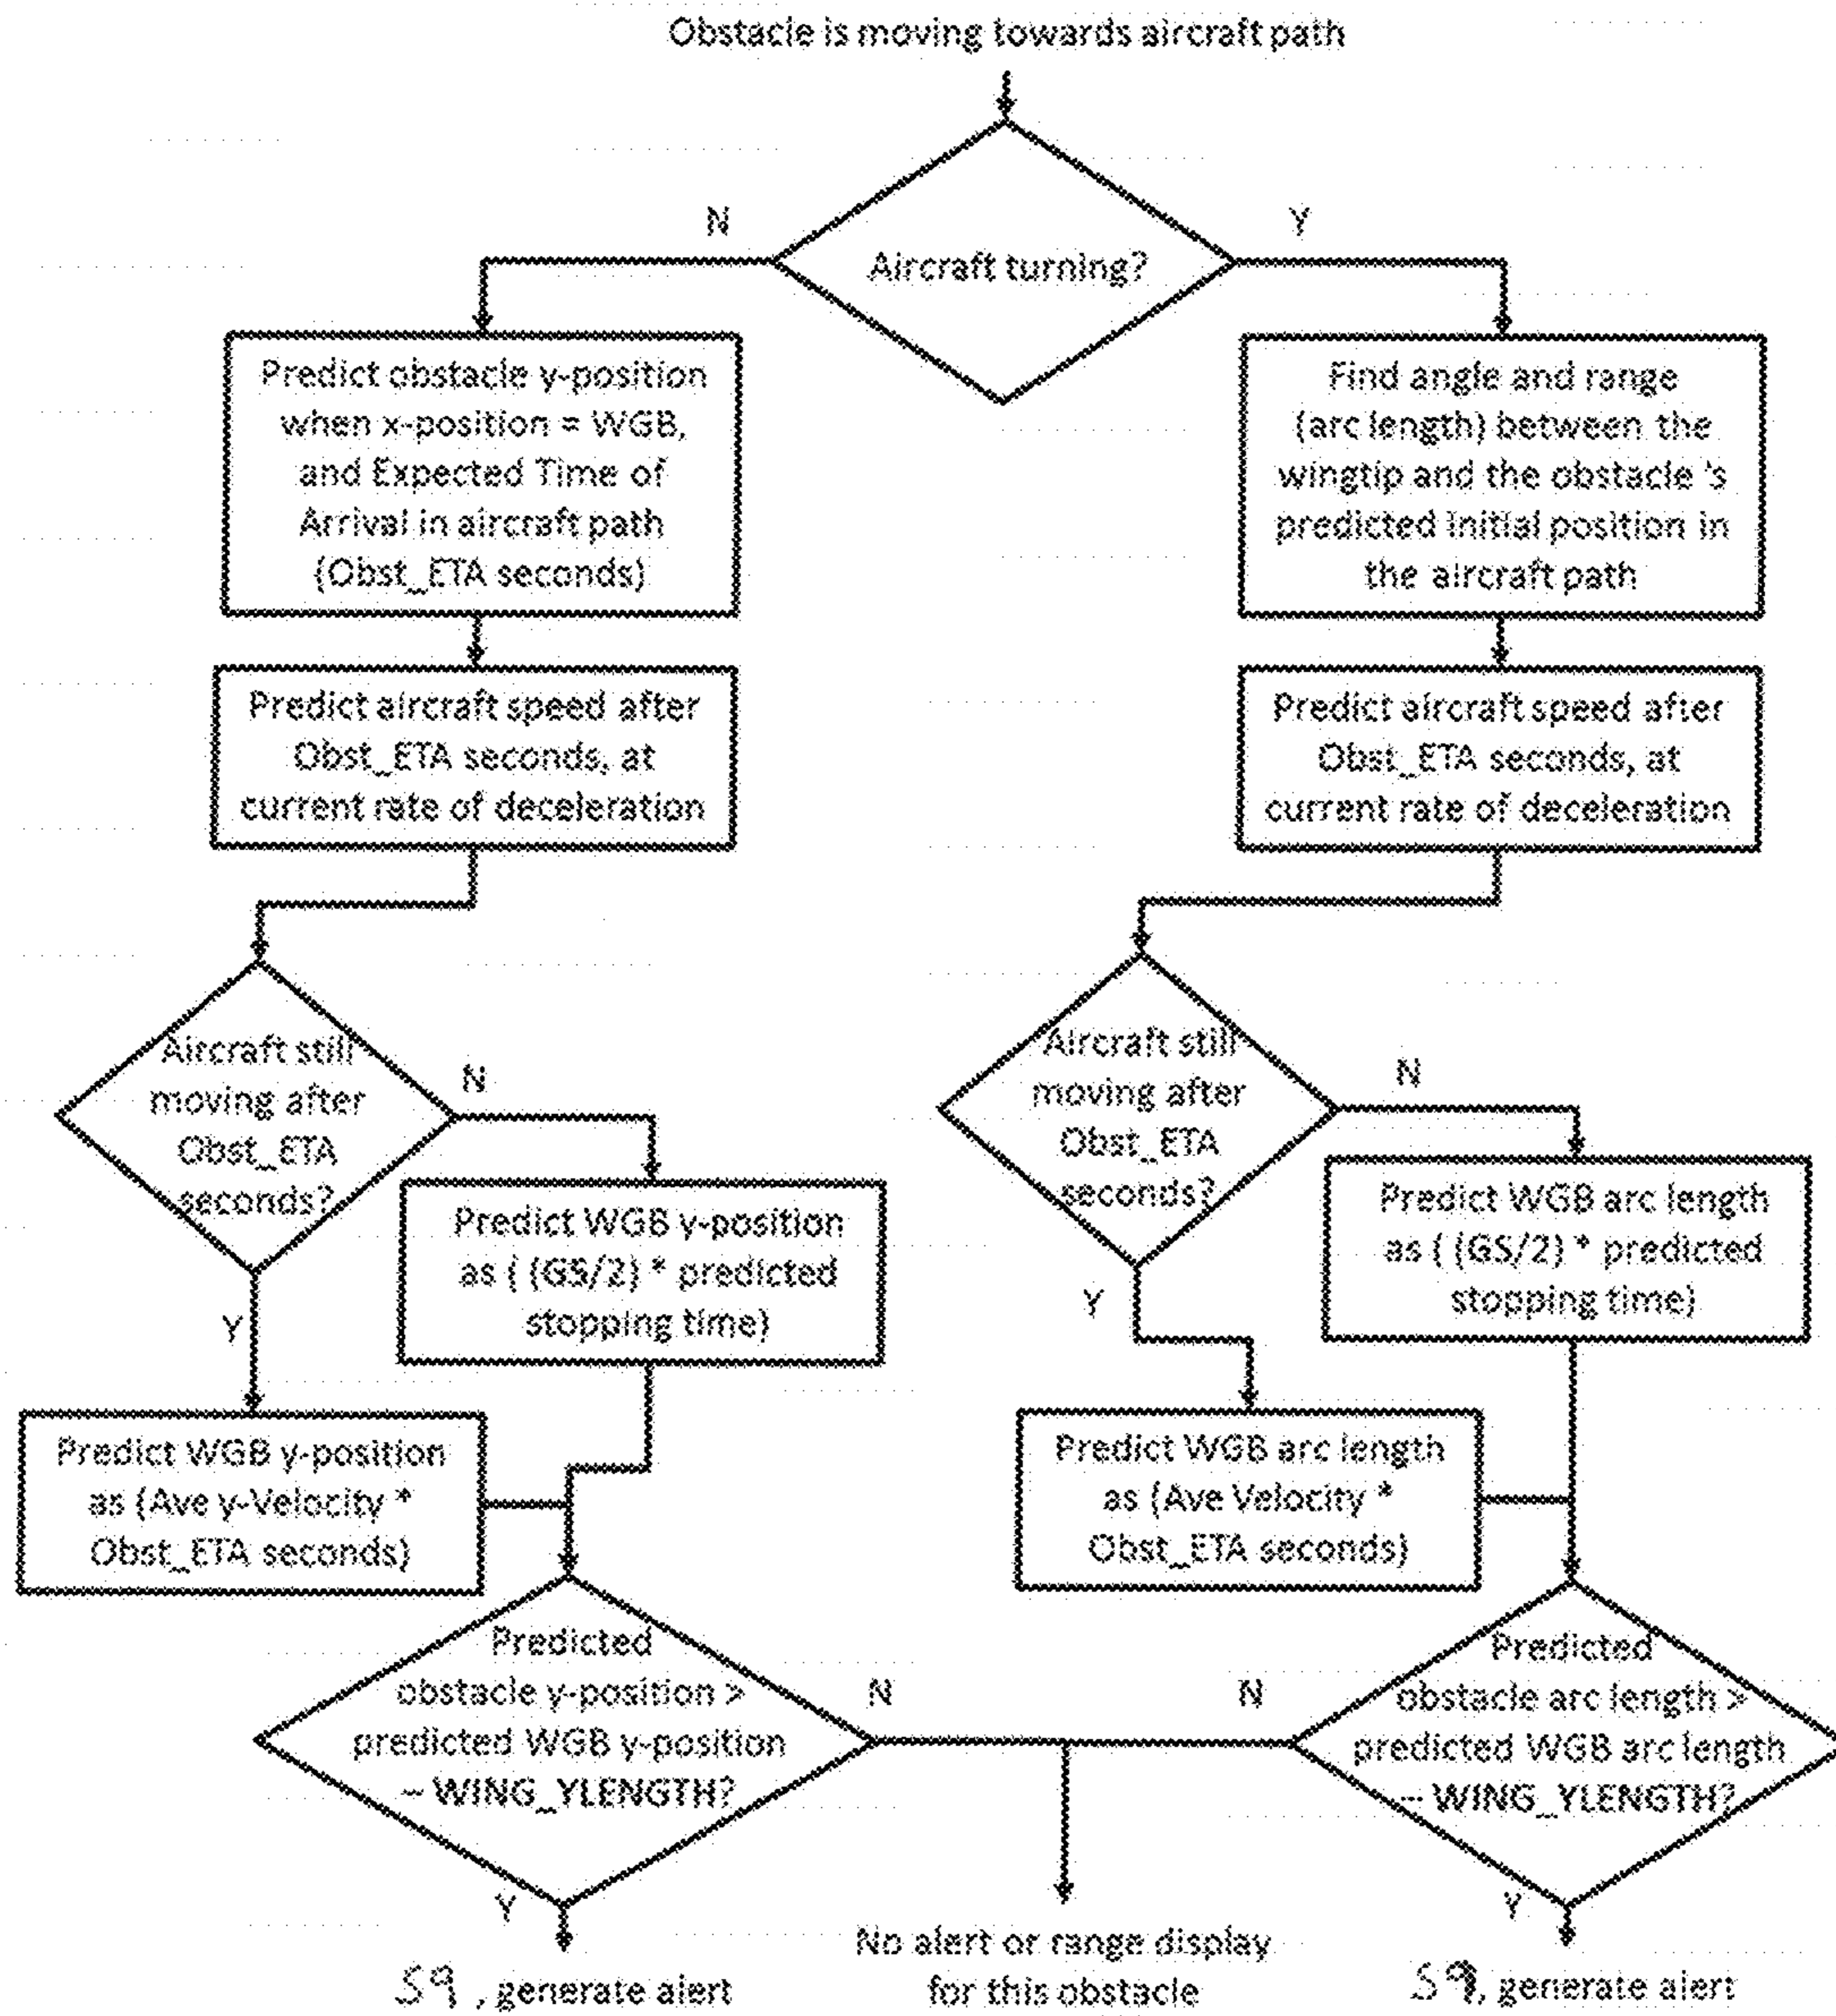 Obstacle is moving towards aircraft path
N
Y
Aircraft turning?
Predict obstacle y-position
when x-position = WGB,
and Expected Time of
Arrival in aircraft path
(Obst_ETA seconds)
Find angle and range
(arc length) between the
wingtip and the obstacle 's
predicted initial position in
the aircraft path
Predict aircraft speed after
Obst_ETA seconds, at
current rate of deceleration
Predict aircraft speed after
Obst_ETA seconds, at
current rate of deceleration
Aircraft still
moving after
Obst_ETA
seconds?
N
Y
Predict WGB y-position
as ( (GS/2) * predicted
stopping time)
Predict WGB y-position
as (Ave y-Velocity *
Obst_ETA seconds)
Aircraft still
moving after
Obst_ETA
seconds?
N
Y
Predict WGB arc length
as ( (GS/2) * predicted
stopping time)
Predict WGB arc length
as (Ave Velocity *
Obst_ETA seconds)
Predicted
obstacle y-position >
predicted WGB y-position
– WING_YLENGTH?
N
Y
Predicted
obstacle arc length >
predicted WGB arc length
– WING_YLENGTH?
N
Y
59 , generate alert
No alert or range display
for this obstacle
59, generate alert